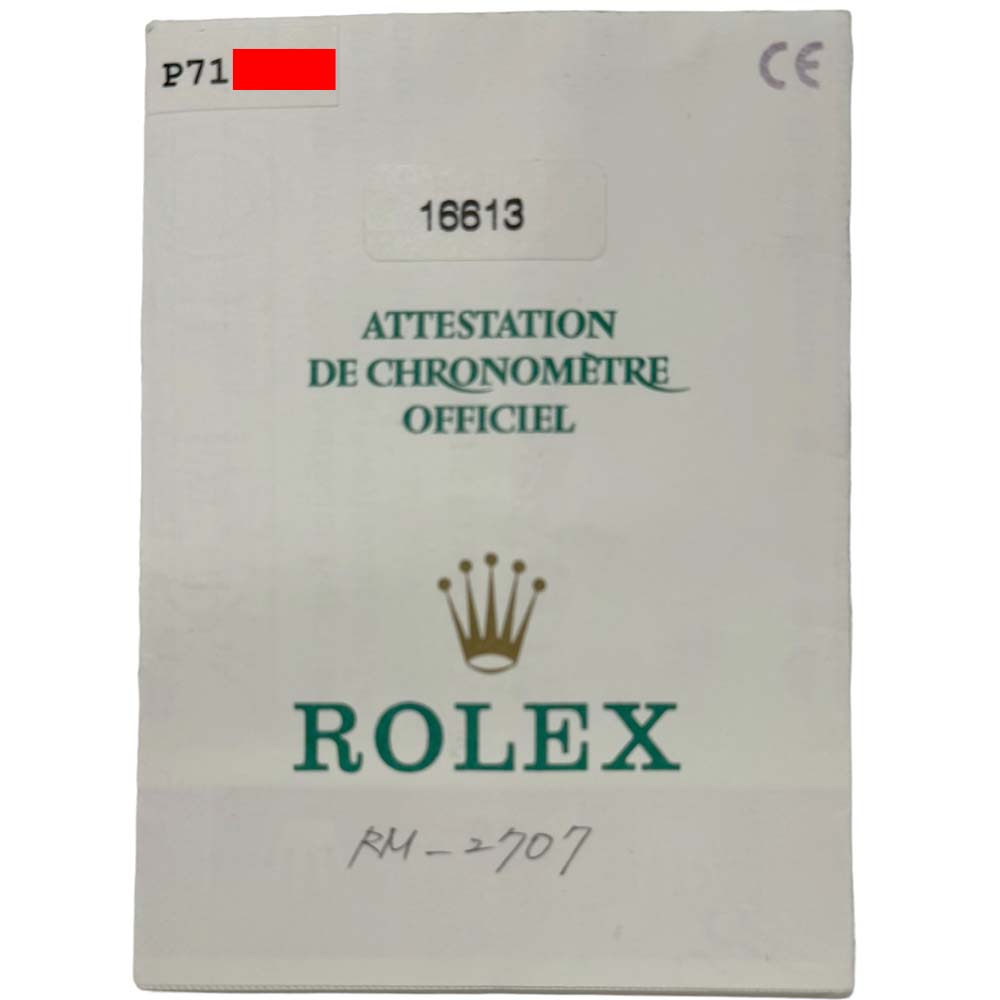 P71
CE
16613
ATTESTATION
DE CHRONOMÈTRE
OFFICIEL
ROLEX
RM-2707